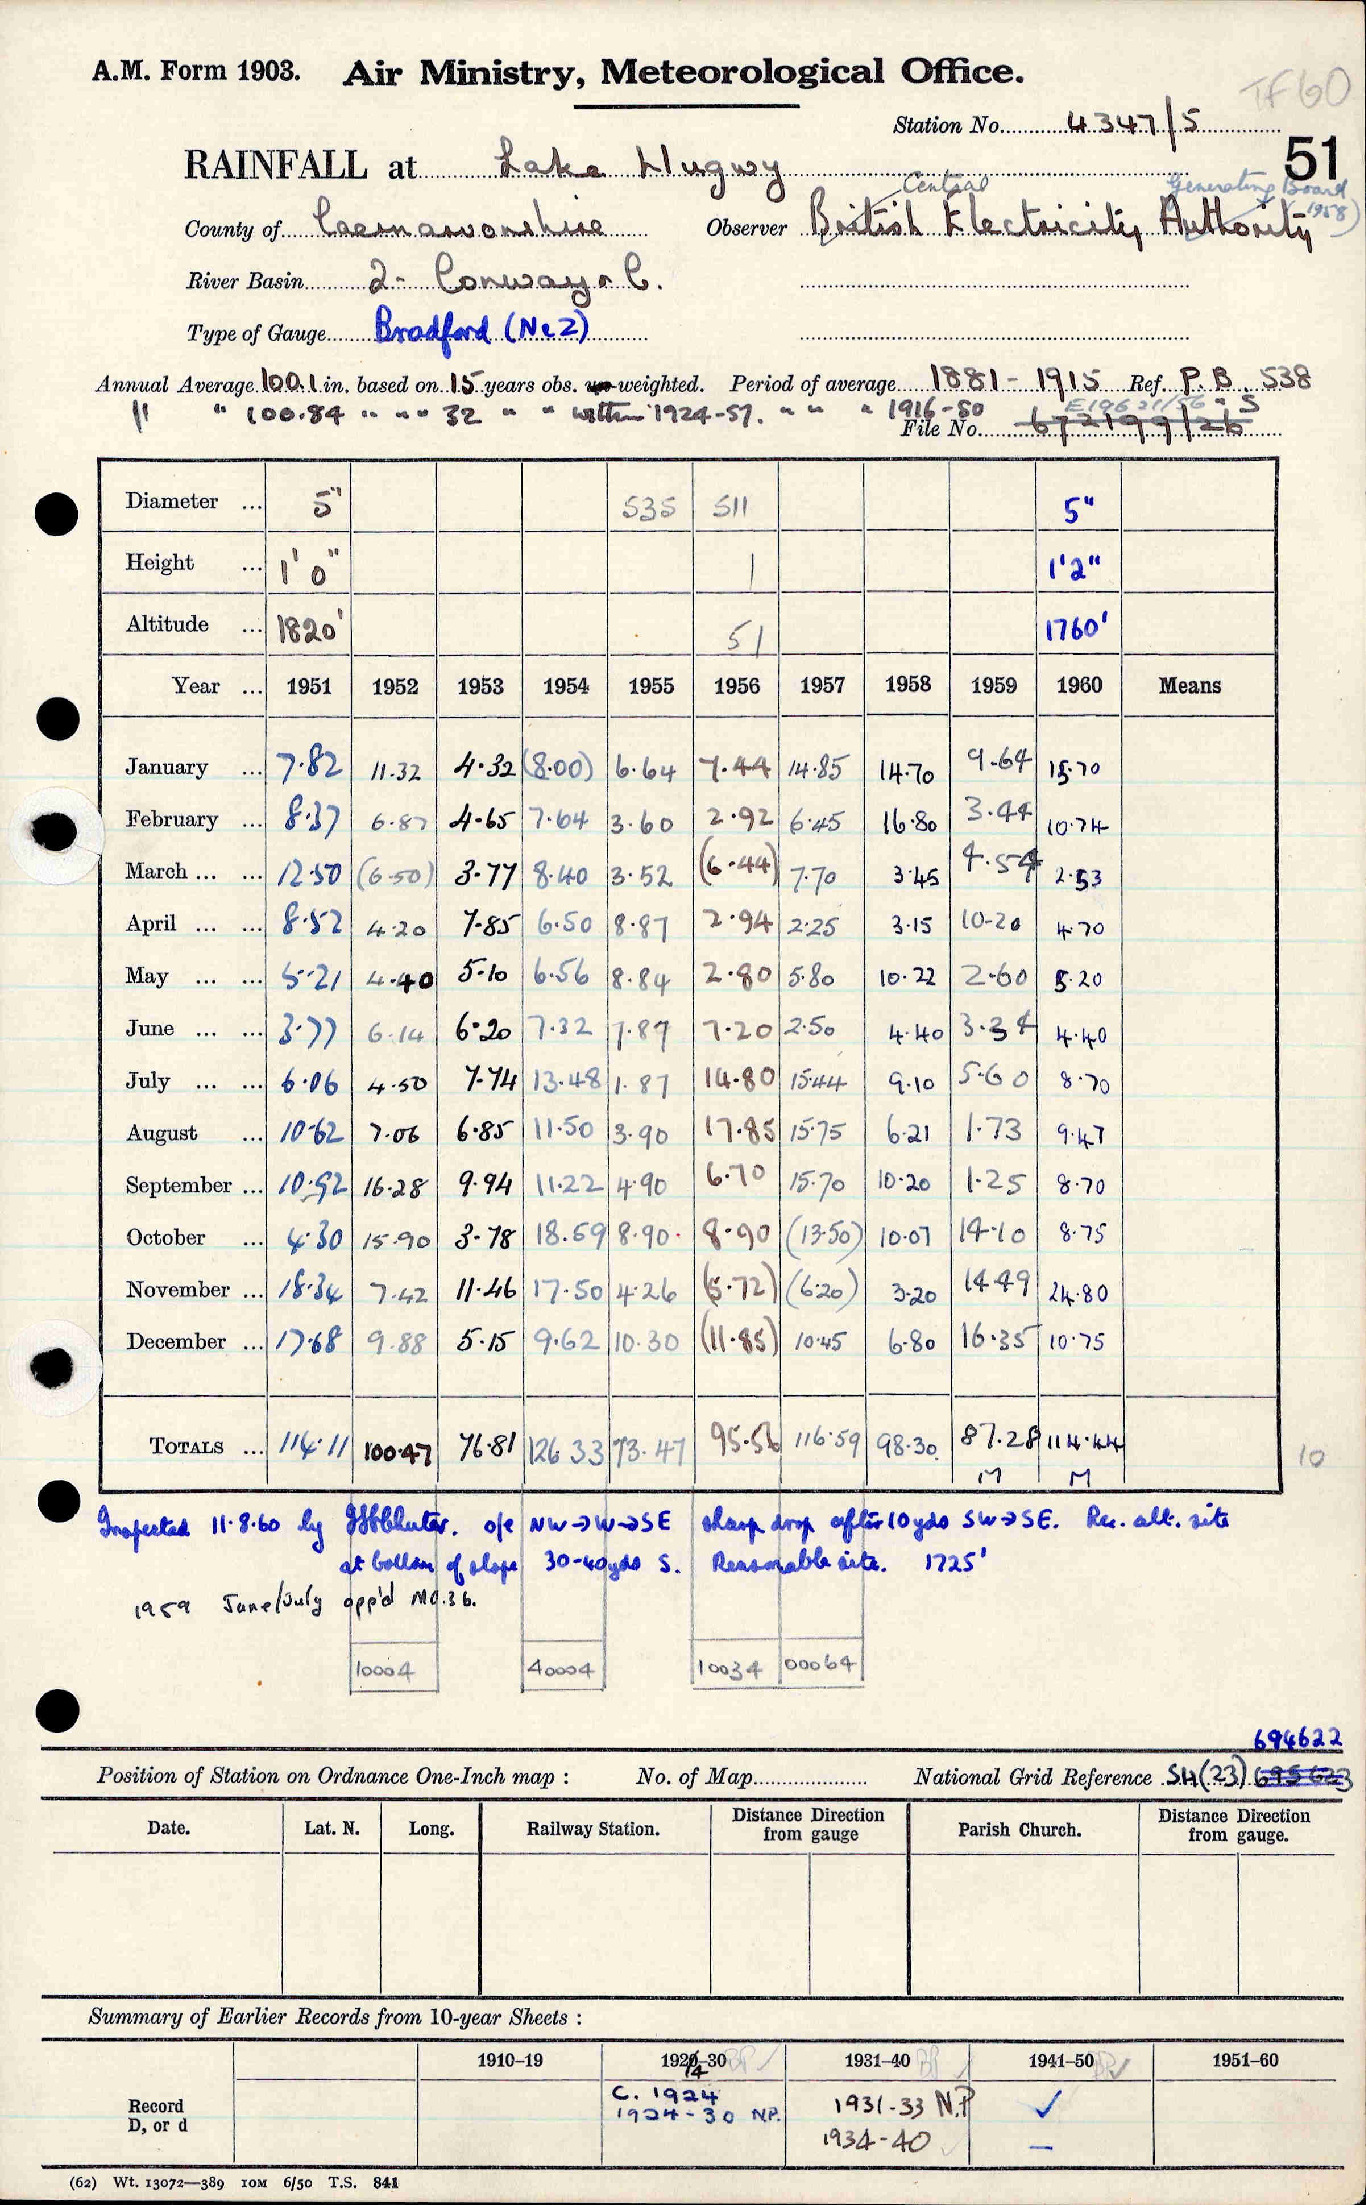 TF60
A.M. Form 1903. Air Ministry, Meteorological Office.
Station No. 4347/5
51
RAINFALL at Lake Llugwy
Central Generating Board (1958)
County of Caernarvonshire Observer British Electricity Authority
River Basin 2- Conway & C.
Type of Gauge Bradford (No 2)
Annual Average 100.1 in. based on 15 years obs. un-weighted. Period of average 1881-1915 Ref. P.B. 538
" " 100.84 " " " 32 " " within 1924-57. " " " 1916-50 " 5
E19621/56
File No. 672199/26
Diameter ... 5" 535 511 5"
Height ... 1' 0" 1 1'2"
Altitude ... 1820' 51 1760'
Year ... 1951 1952 1953 1954 1955 1956 1957 1958 1959 1960 Means
January ... 7.82 11.32 4.32 (8.00) 6.64 7.44 14.85 14.70 9.64 15.70
February ... 8.37 6.87 4.65 7.64 3.60 2.92 6.45 16.80 3.44 10.74
March ... ... 12.50 (6.50) 3.77 8.40 3.52 (6.44) 7.70 3.45 4.54 2.53
April ... ... 8.52 4.20 7.85 6.50 8.87 2.94 2.25 3.15 10.20 4.70
May ... ... 5.21 4.40 5.10 6.56 8.84 2.80 5.80 10.22 2.60 5.20
June ... ... 3.77 6.14 6.20 7.32 7.87 7.20 2.50 4.40 3.34 4.40
July ... ... 6.06 4.50 7.74 13.48 1.87 14.80 15.44 9.10 5.60 8.70
August ... 10.62 7.06 6.85 11.50 3.90 17.85 15.75 6.21 1.73 9.47
September ... 10.92 16.28 9.94 11.22 4.90 6.70 15.70 10.20 1.25 8.70
October ... 4.30 15.90 3.78 18.59 8.90 8.90 (13.50) 10.07 14.10 8.75
November ... 18.34 7.42 11.46 17.50 4.26 (5.72) (6.20) 3.20 14.49 24.80
December ... 17.68 9.88 5.15 9.62 10.30 (11.85) 10.45 6.80 16.35 10.75
TOTALS ... 114.11 100.47 76.81 126.33 73.47 95.56 116.59 98.30 87.28 114.44
M M
10
Inspected 11.8.60 by o/e NW→W→SE sharp drop after 10 yds SW→SE. Rec. alt. site
at bottom of slope 30-40 yds S. Reasonable site. 1725'
1959 June/July app'd MO.3b.
10004 40004 10034 00064
694622
Position of Station on Ordnance One-Inch map : No. of Map National Grid Reference SH(23) 695623
Date. Lat. N. Long. Railway Station. Distance Direction from gauge Parish Church. Distance Direction from gauge.
Summary of Earlier Records from 10-year Sheets :
1910-19 1920-30 BP ✓ 1931-40 BP ✓ 1941-50 BP ✓ 1951-60
Record
D, or d
C. 1924
1924-30 N.P.
1931-33 N.P
1934-40 ✓
✓
–
(62) Wt. 13072—389 10M 6/50 T.S. 841